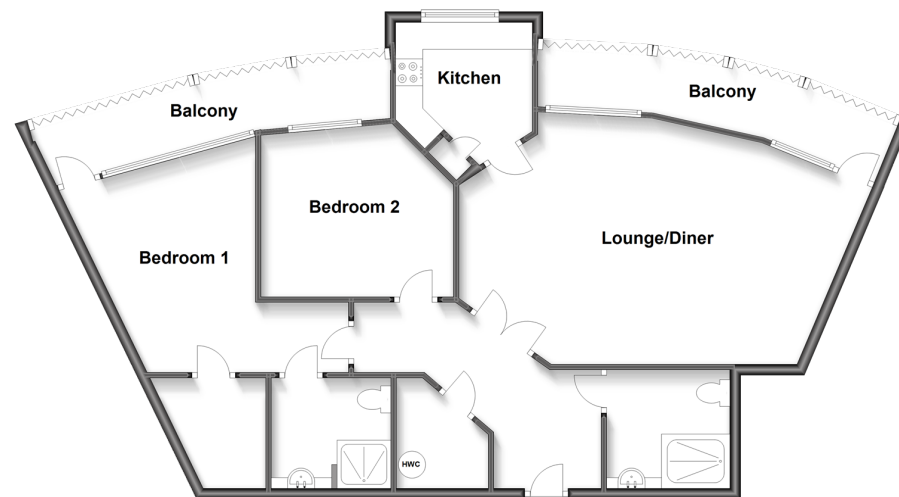 Kitchen
Balcony
Balcony
Bedroom 2
Lounge/Diner
Bedroom 1
HWC